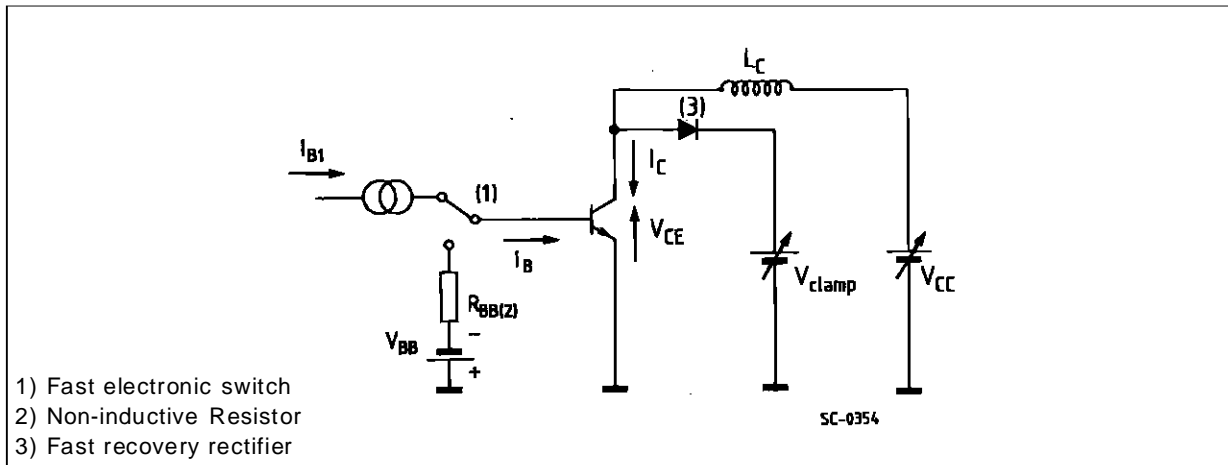 L_C
(3)
I_B1
(1)
I_C
V_CE
i_B
V_clamp
V_CC
R_BB(2)
V_BB
−
+
1) Fast electronic switch
2) Non-inductive Resistor
3) Fast recovery rectifier
SC-0354